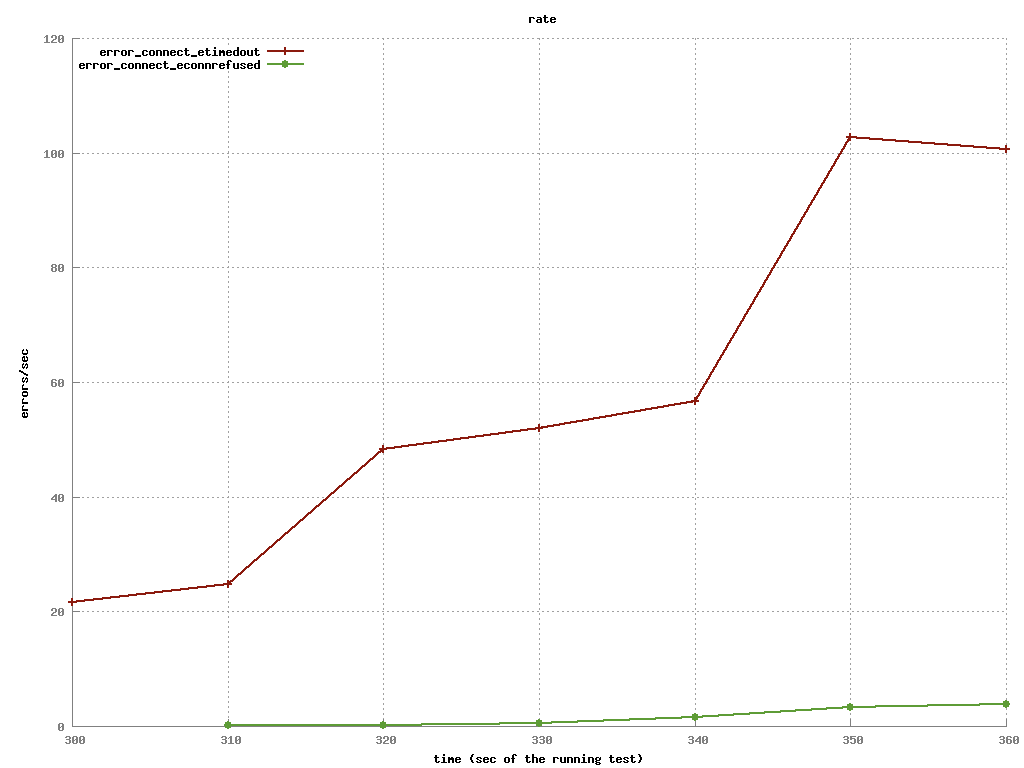 rate
error_connect_etimedout
error_connect_econnrefused
120
100
80
60
40
20
0
errors/sec
300 310 320 330 340 350 360
time (sec of the running test)